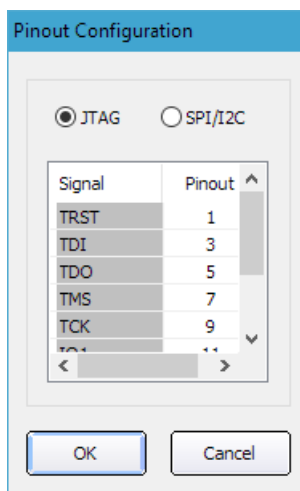 Pinout Configuration
JTAG SPI/I2C
Signal Pinout
TRST 1
TDI 3
TDO 5
TMS 7
TCK 9
OK Cancel